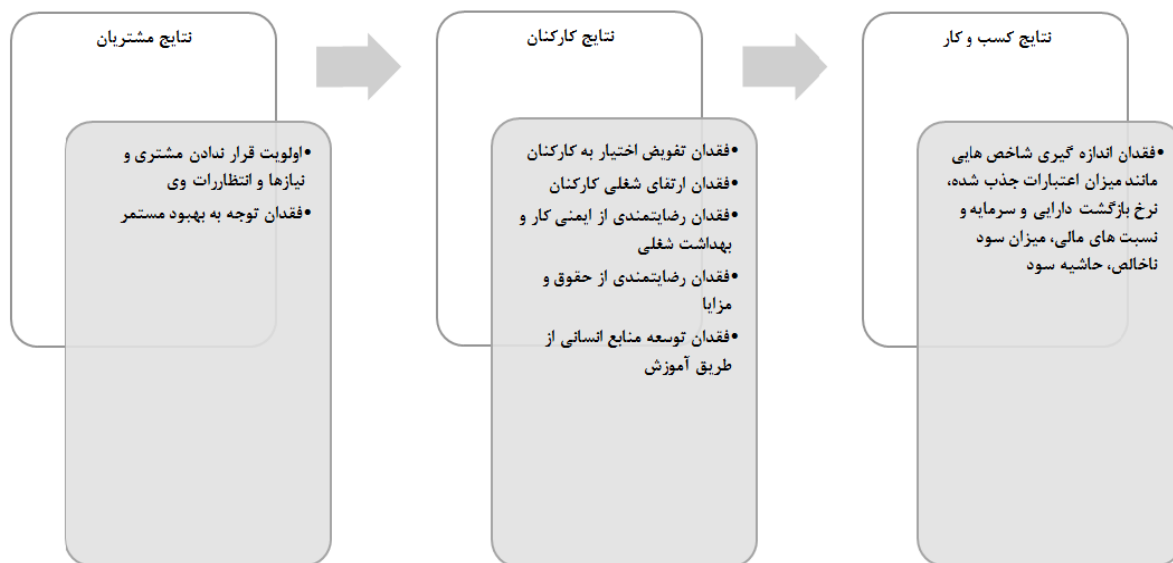 نتایج مشتریان
•اولویت قرار ندادن مشتری و
نیازها و انتظاررات وی
•فقدان توجه به بهبود مستمر
نتایج کارکنان
•فقدان تفویض اختیار به کارکنان
•فقدان ارتقای شغلی کارکنان
•فقدان رضایتمندی از ایمنی کار و
بهداشت شغلی
•فقدان رضایتمندی از حقوق و
مزایا
•فقدان توسعه منابع انسانی از
طریق آموزش
نتایج کسب و کار
•فقدان اندازه گیری شاخص هایی
مانند میزان اعتبارات جذب شده،
نرخ بازگشت دارایی و سرمایه و
نسبت های مالی، میزان سود
ناخالص، حاشیه سود